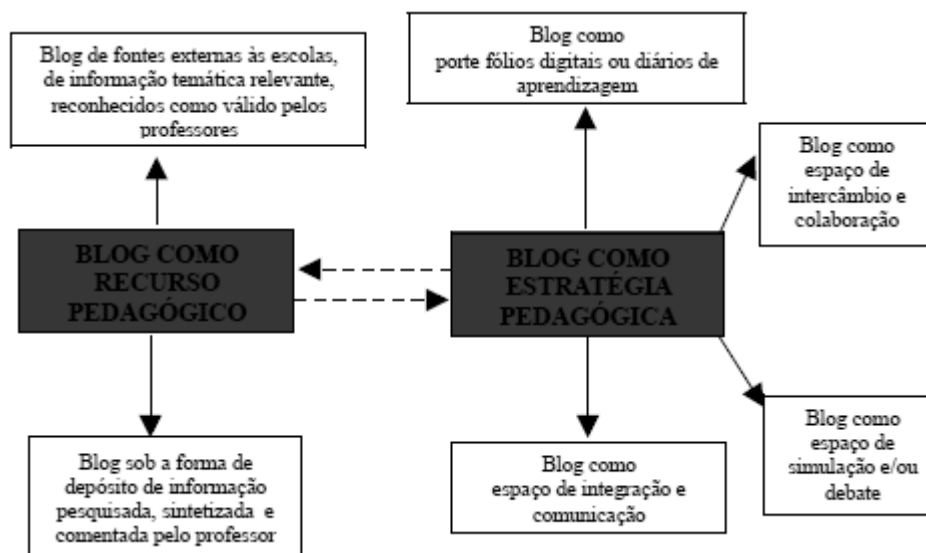 Blog de fontes externas às escolas,
de informação temática relevante,
reconhecidos como válido pelos
professores
Blog como
porte fólios digitais ou diários de
aprendizagem
Blog como
espaço de
intercâmbio e
colaboração
BLOG COMO
RECURSO
PEDAGÓGICO
BLOG COMO
ESTRATÉGIA
PEDAGÓGICA
Blog sob a forma de
depósito de informação
pesquisada, sintetizada e
comentada pelo professor
Blog como
espaço de integração e
comunicação
Blog como
espaço de
simulação e/ou
debate